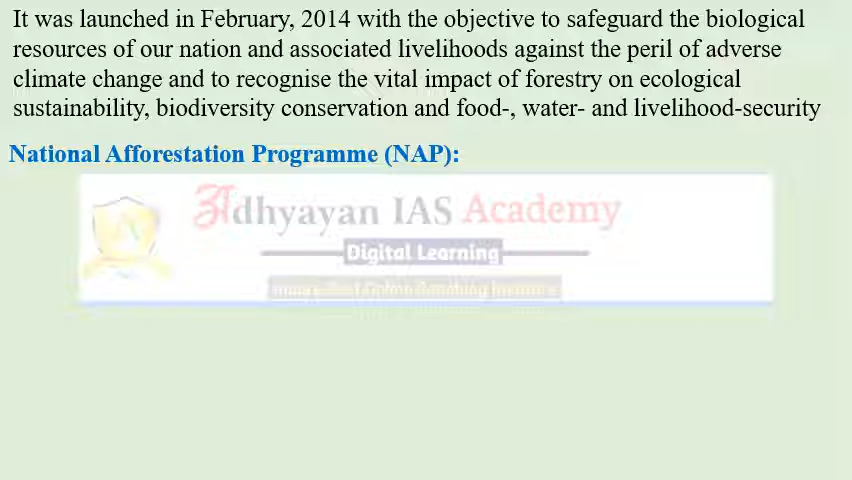 It was launched in February, 2014 with the objective to safeguard the biological
resources of our nation and associated livelihoods against the peril of adverse
climate change and to recognise the vital impact of forestry on ecological
sustainability, biodiversity conservation and food-, water- and livelihood-security
National Afforestation Programme (NAP):
अdhyayan IAS Academy
Digital Learning